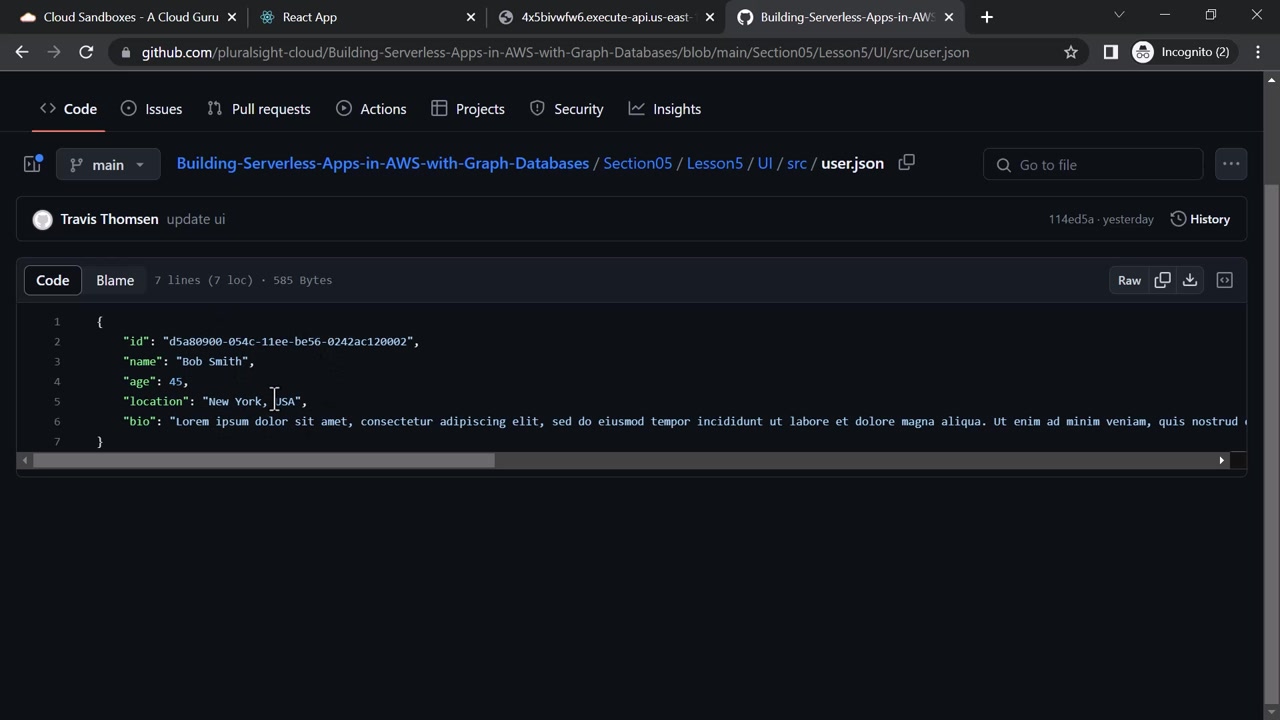 Cloud Sandboxes - A Cloud Guru
React App
4x5bivwfw6.execute-api.us-east-
Building-Serverless-Apps-in-AWS
github.com/pluralsight-cloud/Building-Serverless-Apps-in-AWS-with-Graph-Databases/blob/main/Section05/Lesson5/UI/src/user.json
Incognito (2)
Code Issues Pull requests Actions Projects Security Insights
main Building-Serverless-Apps-in-AWS-with-Graph-Databases / Section05 / Lesson5 / UI / src / user.json Go to file
Travis Thomsen update ui 114ed5a · yesterday History
Code Blame 7 lines (7 loc) · 585 Bytes Raw
1 {
2 "id": "d5a80900-054c-11ee-be56-0242ac120002",
3 "name": "Bob Smith",
4 "age": 45,
5 "location": "New York, USA",
6 "bio": "Lorem ipsum dolor sit amet, consectetur adipiscing elit, sed do eiusmod tempor incididunt ut labore et dolore magna aliqua. Ut enim ad minim veniam, quis nostrud
7 }